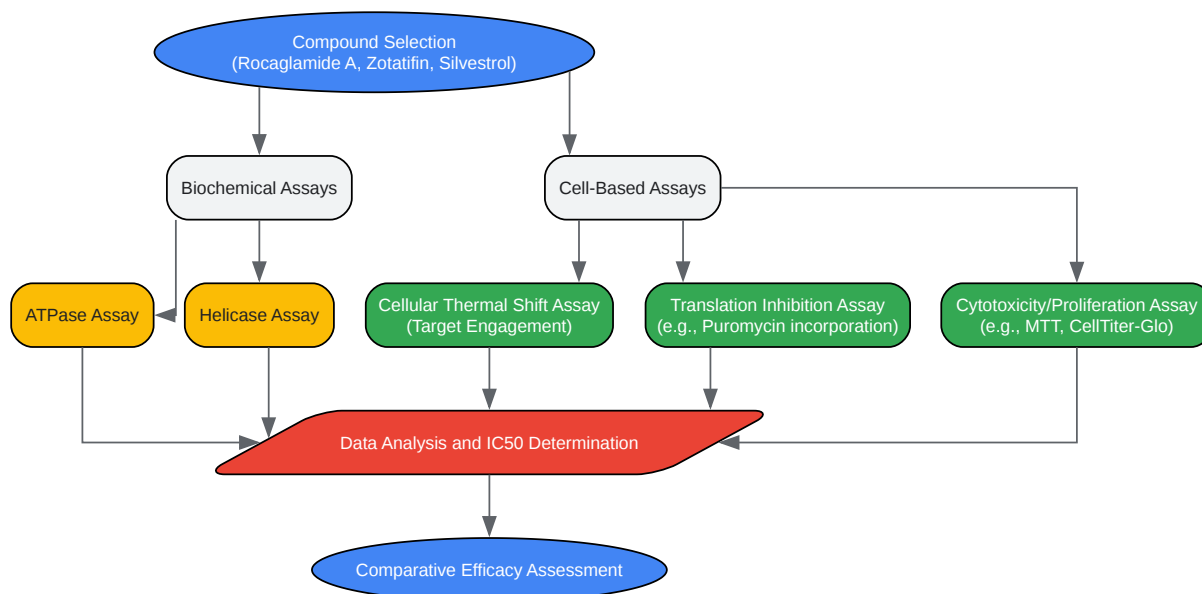 Compound Selection
(Rocaglamide A, Zotatifin, Silvestrol)
Biochemical Assays
Cell-Based Assays
ATPase Assay
Helicase Assay
Cellular Thermal Shift Assay
(Target Engagement)
Translation Inhibition Assay
(e.g., Puromycin incorporation)
Cytotoxicity/Proliferation Assay
(e.g., MTT, CellTiter-Glo)
Data Analysis and IC50 Determination
Comparative Efficacy Assessment